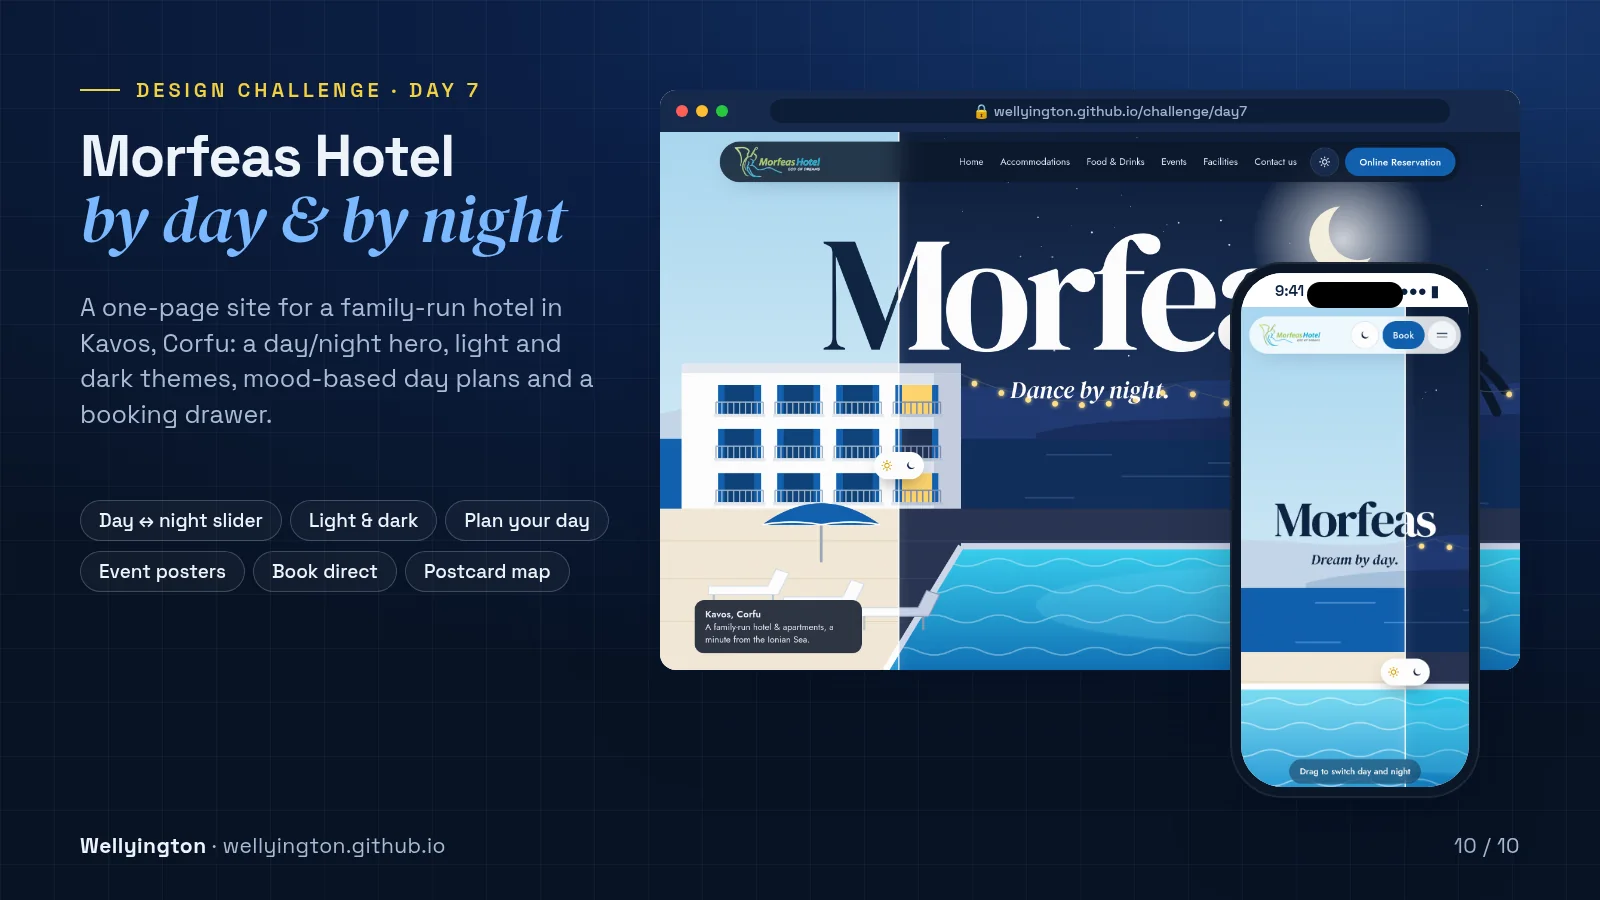 DESIGN CHALLENGE · DAY 7
Morfeas Hotel
by day & by night
A one-page site for a family-run hotel in
Kavos, Corfu: a day/night hero, light and
dark themes, mood-based day plans and a
booking drawer.
Day ↔ night slider
Light & dark
Plan your day
Event posters
Book direct
Postcard map
wellyington.github.io/challenge/day7
Morfeas Hotel
GOD OF DREAMS
Home
Accommodations
Food & Drinks
Events
Facilities
Contact us
Online Reservation
Morfea
Dance by night.
Kavos, Corfu
A family-run hotel & apartments, a
minute from the Ionian Sea.
9:41
Morfeas Hotel
Book
Morfeas
Dream by day.
Drag to switch day and night
Wellyington · wellyington.github.io
10 / 10